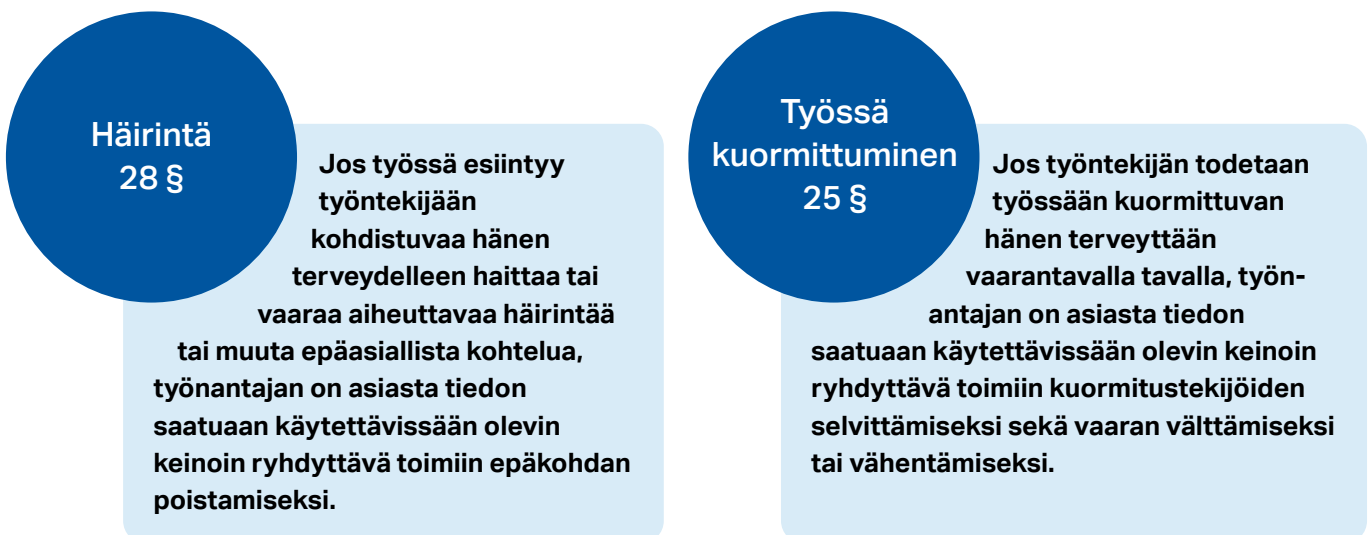 Häirintä
28 §
Jos työssä esiintyy
työntekijään
kohdistuvaa hänen
terveydelleen haittaa tai
vaaraa aiheuttavaa häirintää
tai muuta epäasiallista kohtelua,
työnantajan on asiasta tiedon
saatuaan käytettävissään olevin
keinoin ryhdyttävä toimiin epäkohdan
poistamiseksi.
Työssä
kuormittuminen
25 §
Jos työntekijän todetaan
työssään kuormittuvan
hänen terveyttään
vaarantavalla tavalla, työn-
antajan on asiasta tiedon
saatuaan käytettävissään olevin keinoin
ryhdyttävä toimiin kuormitustekijöiden
selvittämiseksi sekä vaaran välttämiseksi
tai vähentämiseksi.